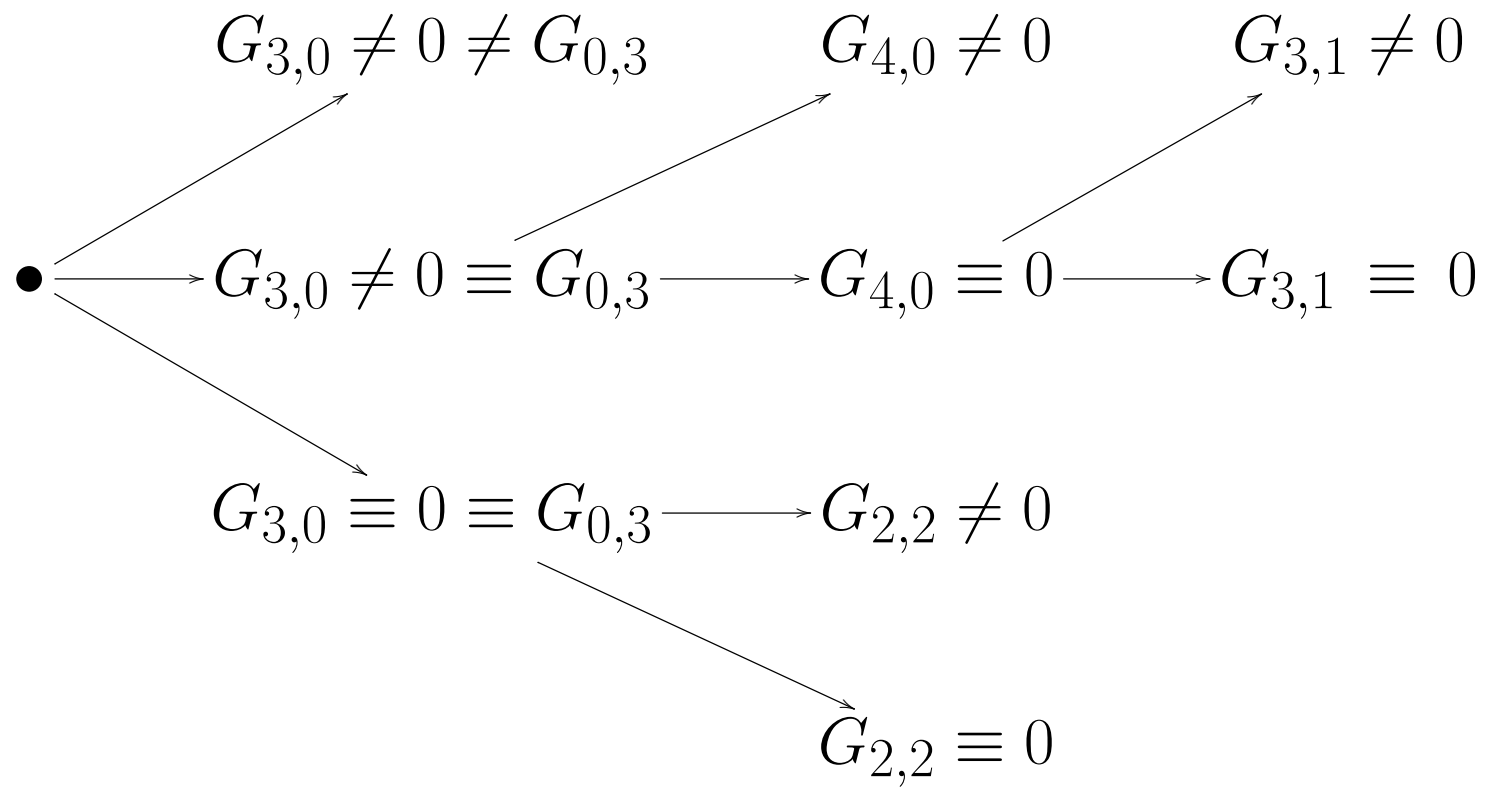 G_{3,0} ≠ 0 ≠ G_{0,3} G_{4,0} ≠ 0 G_{3,1} ≠ 0
G_{3,0} ≠ 0 ≡ G_{0,3} G_{4,0} ≡ 0 G_{3,1} ≡ 0
G_{3,0} ≡ 0 ≡ G_{0,3} G_{2,2} ≠ 0
G_{2,2} ≡ 0